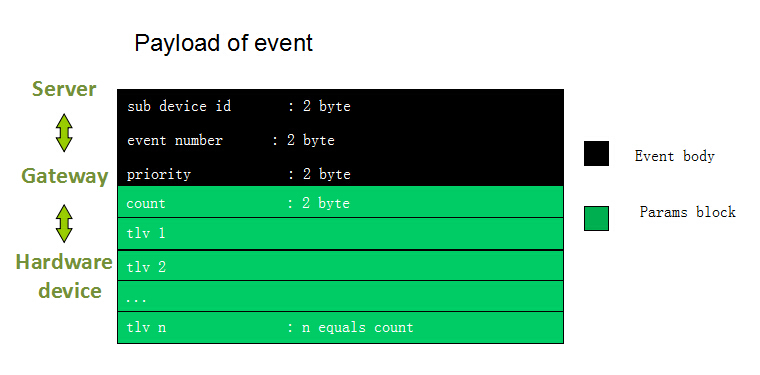 Payload of event
Server
Gateway
Hardware
device
sub device id : 2 byte
event number : 2 byte
priority : 2 byte
count : 2 byte
tlv 1
tlv 2
...
tlv n : n equals count
Event body
Params block